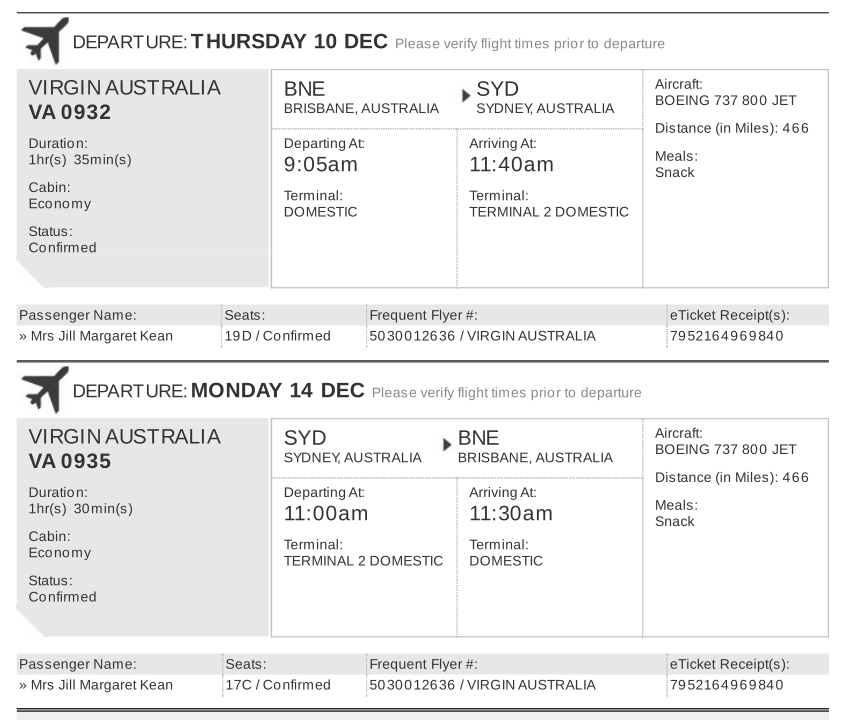 DEPARTURE: THURSDAY 10 DEC Please verify flight times prior to departure
VIRGIN AUSTRALIA
VA 0932
Duration:
1hr(s) 35min(s)
Cabin:
Economy
Status:
Confirmed
BNE
BRISBANE, AUSTRALIA
SYD
SYDNEY, AUSTRALIA
Departing At:
9:05am
Terminal:
DOMESTIC
Arriving At:
11:40am
Terminal:
TERMINAL 2 DOMESTIC
Aircraft:
BOEING 737 800 JET
Distance (in Miles): 466
Meals:
Snack
Passenger Name: Seats: Frequent Flyer #: eTicket Receipt(s):
» Mrs Jill Margaret Kean 19D / Confirmed 5030012636 / VIRGIN AUSTRALIA 7952164969840
DEPARTURE: MONDAY 14 DEC Please verify flight times prior to departure
VIRGIN AUSTRALIA
VA 0935
Duration:
1hr(s) 30min(s)
Cabin:
Economy
Status:
Confirmed
SYD
SYDNEY, AUSTRALIA
BNE
BRISBANE, AUSTRALIA
Departing At:
11:00am
Terminal:
TERMINAL 2 DOMESTIC
Arriving At:
11:30am
Terminal:
DOMESTIC
Aircraft:
BOEING 737 800 JET
Distance (in Miles): 466
Meals:
Snack
Passenger Name: Seats: Frequent Flyer #: eTicket Receipt(s):
» Mrs Jill Margaret Kean 17C / Confirmed 5030012636 / VIRGIN AUSTRALIA 7952164969840